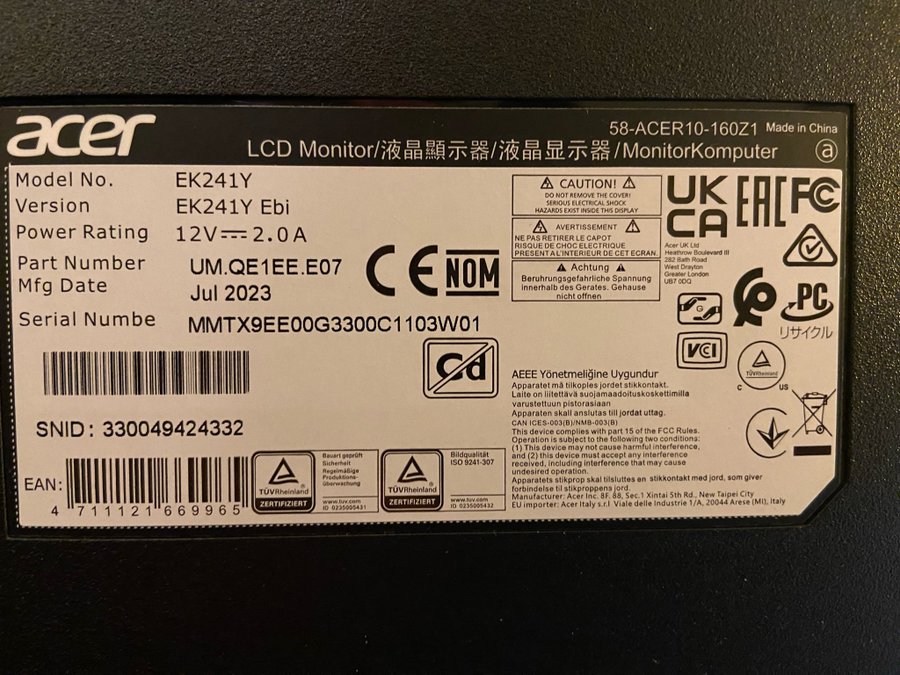 acer
58-ACER10-160Z1 Made in China
LCD Monitor/液晶顯示器/液晶显示器/MonitorKomputer
a
Model No. EK241Y
Version EK241Y Ebi
Power Rating 12V⎓2.0A
Part Number UM.QE1EE.E07
Mfg Date Jul 2023
Serial Numbe MMTX9EE00G3300C1103W01
SNID: 330049424332
EAN: 4 711121 669965
CE NOM
Cd
TÜVRheinland
ZERTIFIZIERT
Bauart geprüft
Sicherheit
Regelmäßige
Produktions-
überwachung
www.tuv.com
ID 0235005431
TÜVRheinland
ZERTIFIZIERT
Bildqualität
ISO 9241-307
www.tuv.com
ID 0235005432
CAUTION!
DO NOT REMOVE THE COVER!
SERIOUS ELECTRICAL SHOCK
HAZARDS EXIST INSIDE THIS DISPLAY
AVERTISSEMENT
NE PAS RETIRER LE CAPOT
RISQUE DE CHOC ELECTRIQUE
PRESENT A L'INTERIEUR DE CET ECRAN.
Achtung
Beruhrungsgefahrliche Spannung
innerhalb des Gerates. Gehause
nicht offnen
UK
CA
EAC
FC
Acer UK Ltd
Heathrow Boulevard III
282 Bath Road
West Drayton
Greater London
UB7 0DQ
PC
リサイクル
VCI
TÜVRheinland
C US
AEEE Yönetmeliğine Uygundur
Apparatet må tilkoples jordet stikkontakt.
Laite on liitettävä suojamaadoituskoskettimilla
varustettuun pistorasiaan
Apparaten skall anslutas till jordat uttag.
CAN ICES-003(B)/NMB-003(B)
This device complies with part 15 of the FCC Rules.
Operation is subject to the following two conditions:
(1) This device may not cause harmful interference,
and (2) this device must accept any interference
received, including interference that may cause
undesired operation.
Apparatets stikprop skal tilsluttes en stikkontakt med jord, som giver
forbindelse til stikproppens jord.
Manufacturer: Acer Inc. 8F, 88, Sec.1 Xintai 5th Rd., New Taipei City
EU importer: Acer Italy s.r.l Viale delle Industrie 1/A, 20044 Arese (MI), Italy